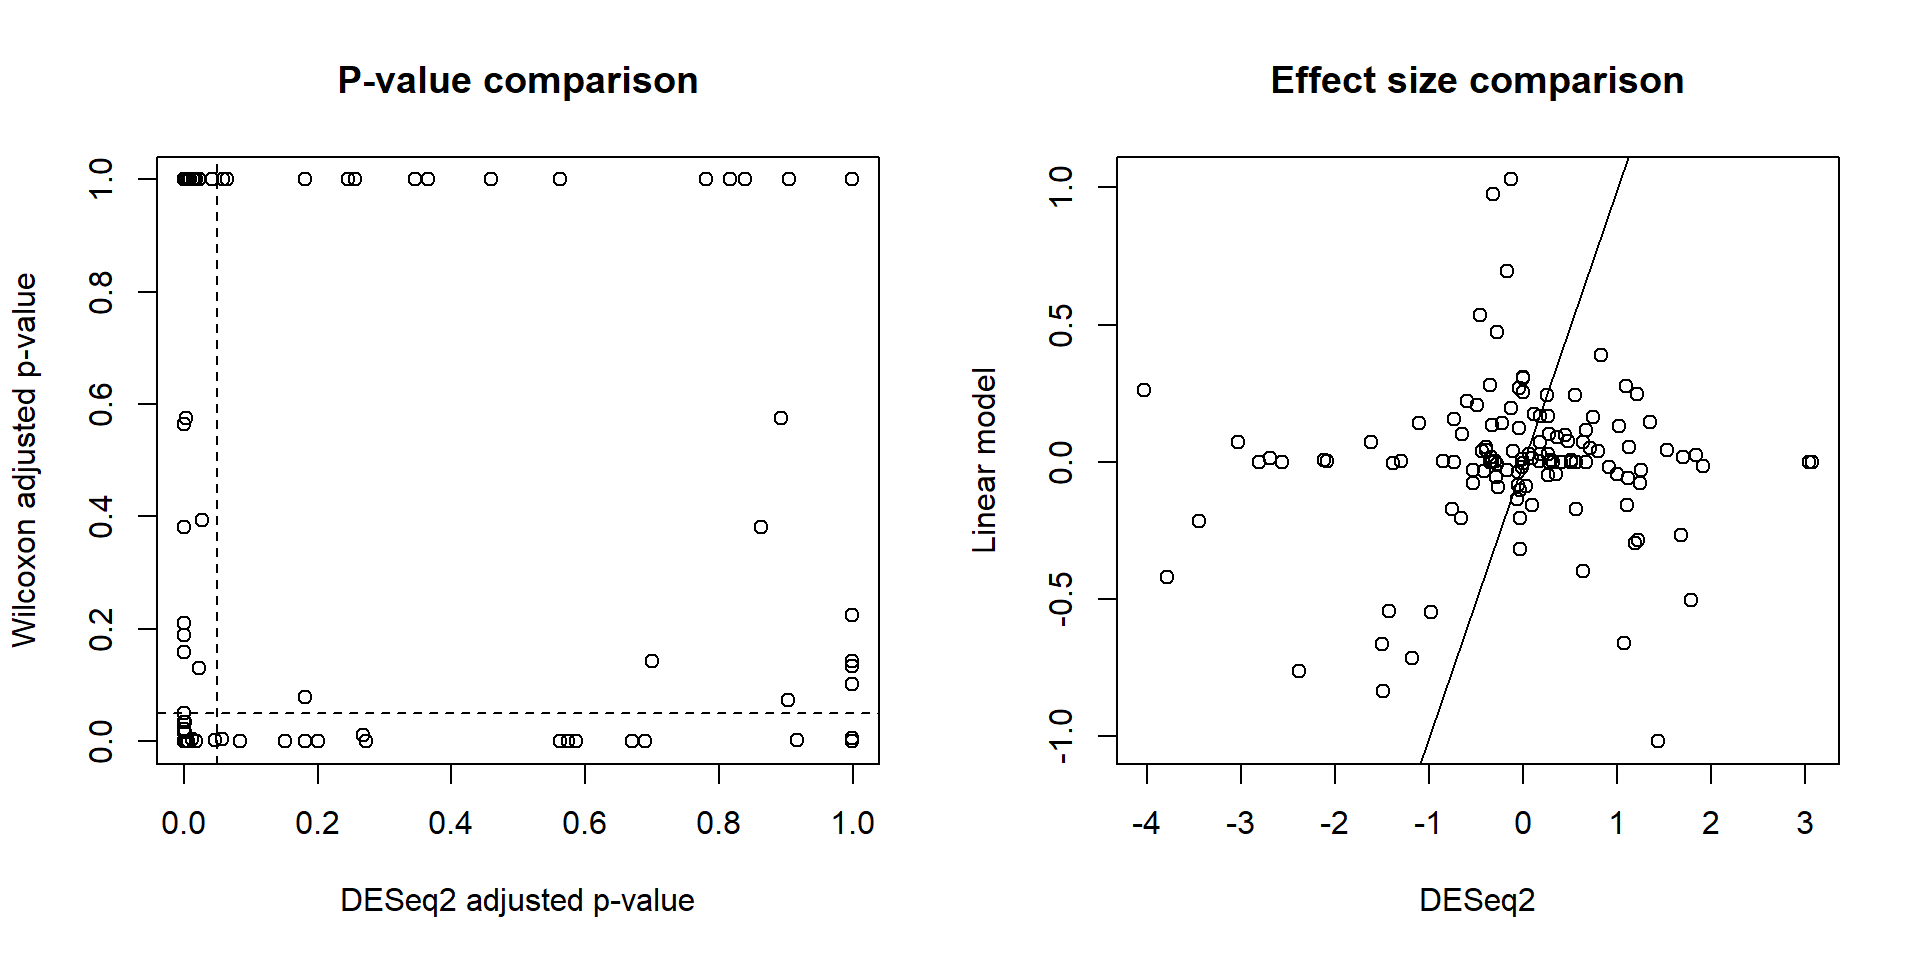 P-value comparison
Wilcoxon adjusted p-value
1.0
0.8
0.6
0.4
0.2
0.0
0.0 0.2 0.4 0.6 0.8 1.0
DESeq2 adjusted p-value
Effect size comparison
Linear model
1.0
0.5
0.0
-0.5
-1.0
-4 -3 -2 -1 0 1 2 3
DESeq2